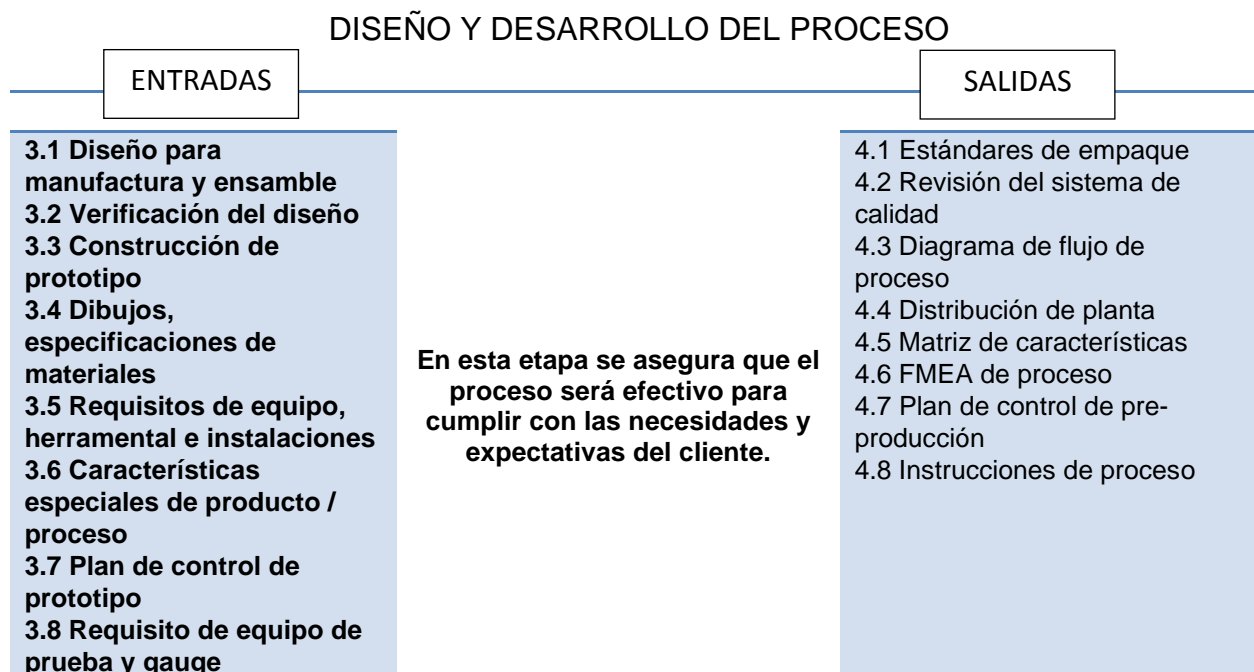 DISEÑO Y DESARROLLO DEL PROCESO
ENTRADAS
SALIDAS
3.1 Diseño para
manufactura y ensamble
3.2 Verificación del diseño
3.3 Construcción de
prototipo
3.4 Dibujos,
especificaciones de
materiales
3.5 Requisitos de equipo,
herramental e instalaciones
3.6 Características
especiales de producto /
proceso
3.7 Plan de control de
prototipo
3.8 Requisito de equipo de
prueba y gauge
En esta etapa se asegura que el
proceso será efectivo para
cumplir con las necesidades y
expectativas del cliente.
4.1 Estándares de empaque
4.2 Revisión del sistema de
calidad
4.3 Diagrama de flujo de
proceso
4.4 Distribución de planta
4.5 Matriz de características
4.6 FMEA de proceso
4.7 Plan de control de pre-
producción
4.8 Instrucciones de proceso